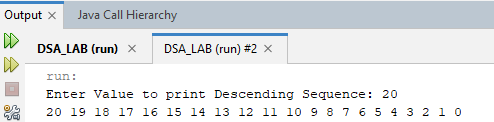 Output × Java Call Hierarchy
DSA_LAB (run) × DSA_LAB (run) #2 ×
run:
Enter Value to print Descending Sequence: 20
20 19 18 17 16 15 14 13 12 11 10 9 8 7 6 5 4 3 2 1 0